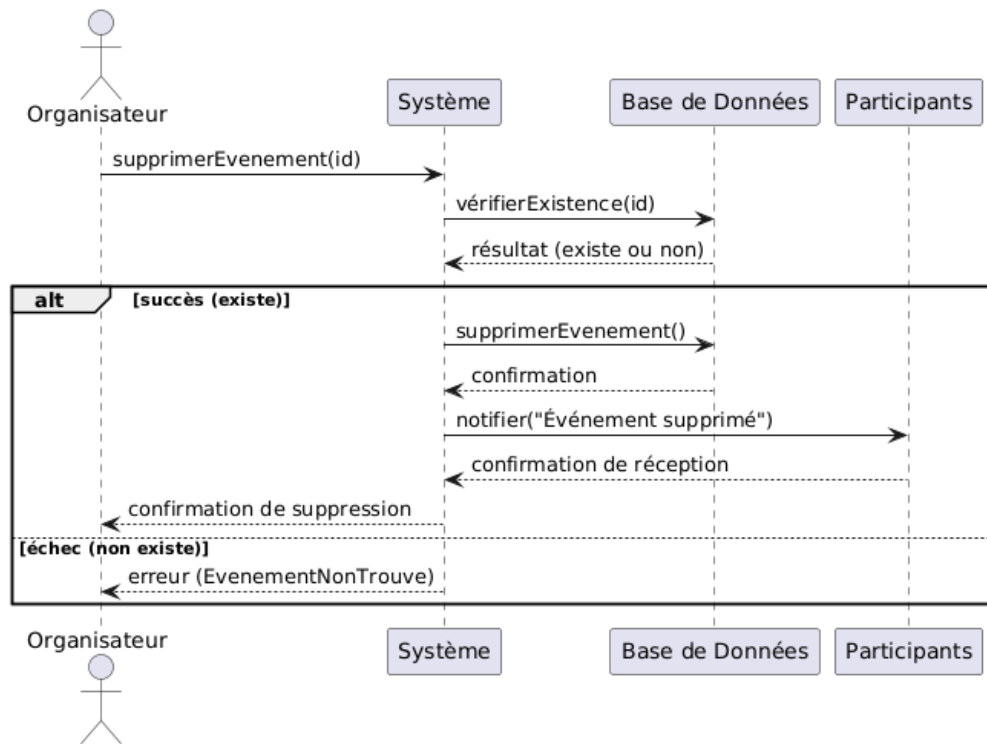 Organisateur
Système
Base de Données
Participants
supprimerEvenement(id)
vérifierExistence(id)
résultat (existe ou non)
alt
[succès (existe)]
supprimerEvenement()
confirmation
notifier("Événement supprimé")
confirmation de réception
confirmation de suppression
[échec (non existe)]
erreur (EvenementNonTrouve)
Organisateur
Système
Base de Données
Participants